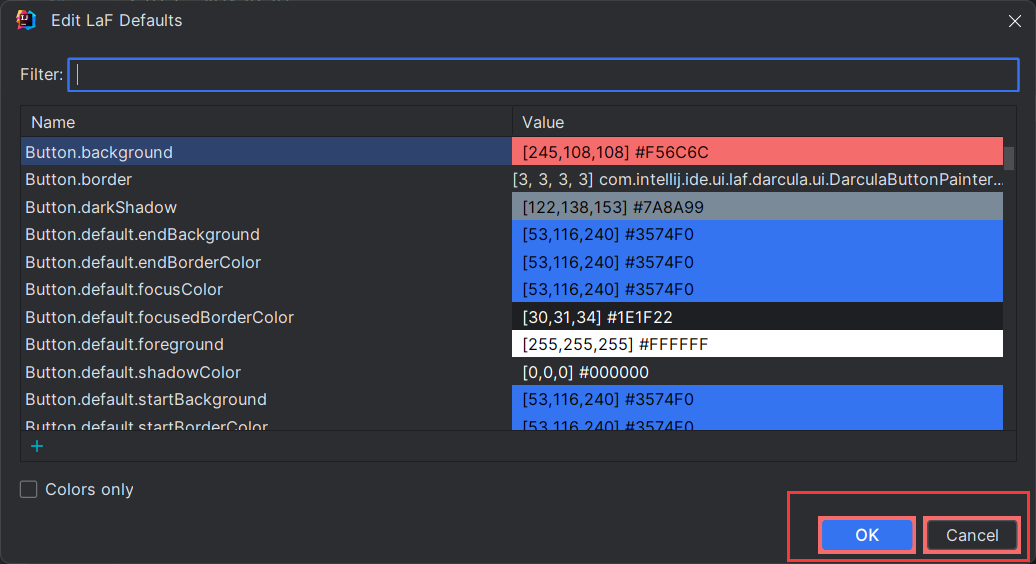 Edit LaF Defaults
Filter:
Name Value
Button.background [245,108,108] #F56C6C
Button.border [3, 3, 3, 3] com.intellij.ide.ui.laf.darcula.ui.DarculaButtonPainter...
Button.darkShadow [122,138,153] #7A8A99
Button.default.endBackground [53,116,240] #3574F0
Button.default.endBorderColor [53,116,240] #3574F0
Button.default.focusColor [53,116,240] #3574F0
Button.default.focusedBorderColor [30,31,34] #1E1F22
Button.default.foreground [255,255,255] #FFFFFF
Button.default.shadowColor [0,0,0] #000000
Button.default.startBackground [53,116,240] #3574F0
Button.default.startBorderColor [53,116,240] #3574F0
+
Colors only
OK Cancel